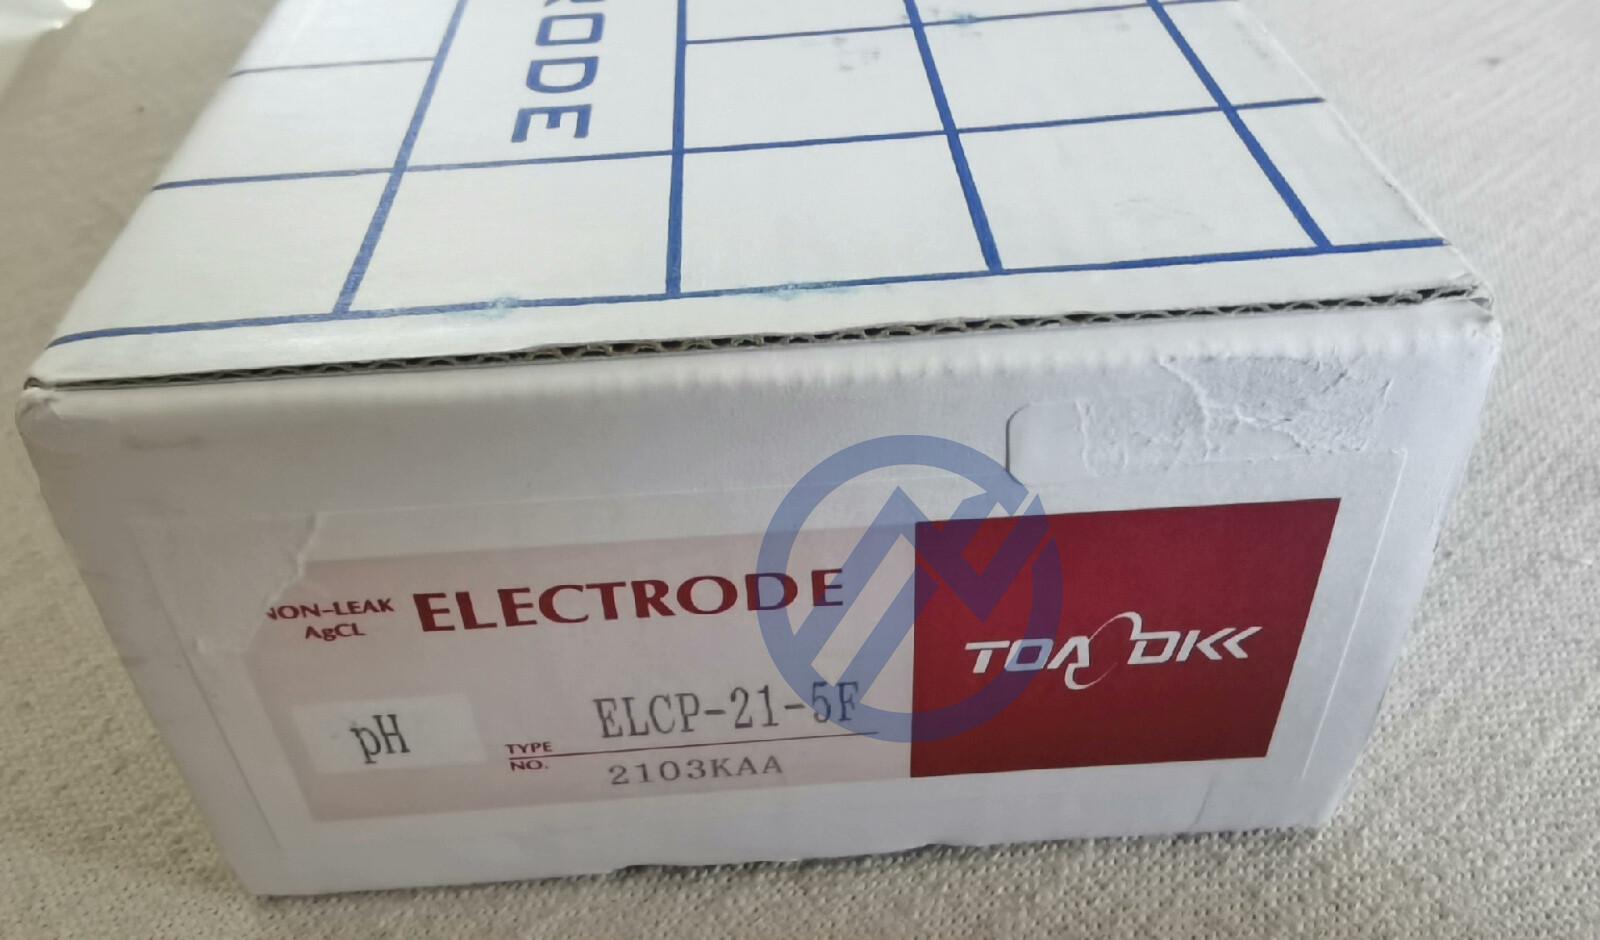 RODE
NON-LEAK
AgCL
ELECTRODE
TOA DKK
pH
TYPE
ELCP-21-5F
NO.
2103KAA